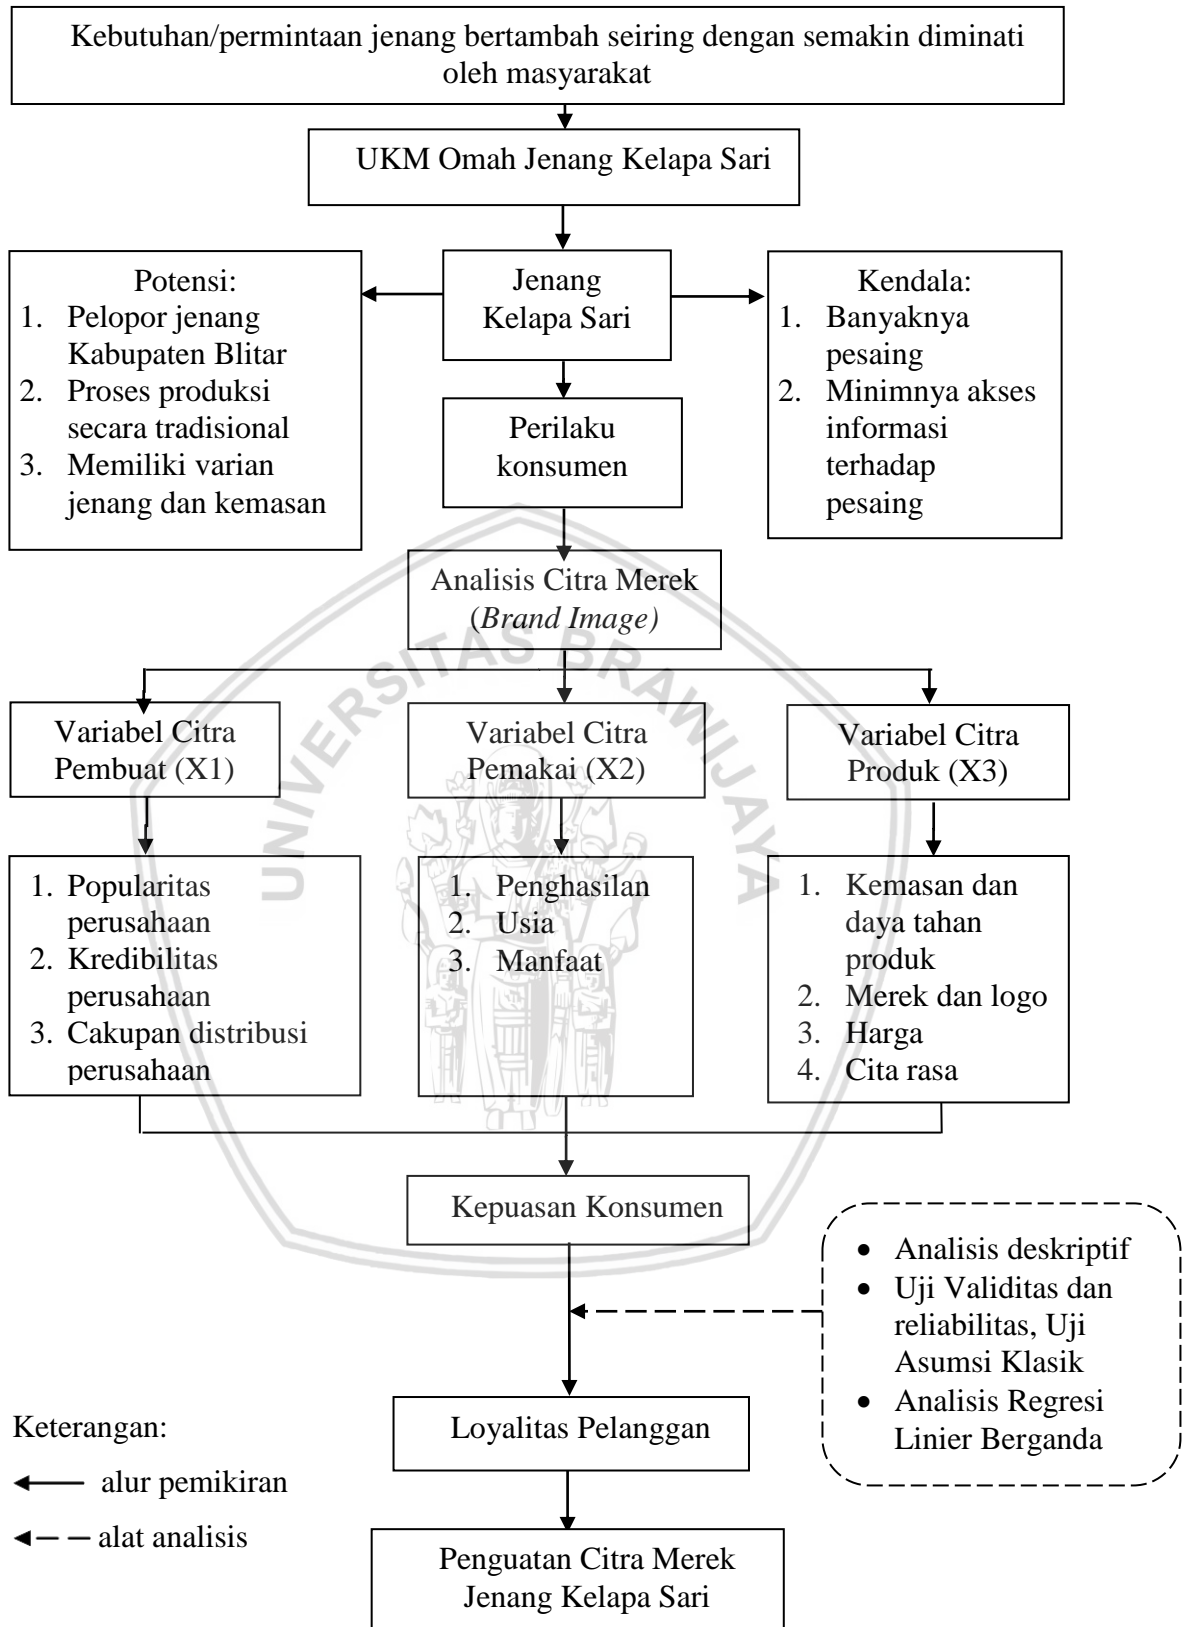 Kebutuhan/permintaan jenang bertambah seiring dengan semakin diminati
oleh masyarakat
UKM Omah Jenang Kelapa Sari
Potensi:
1. Pelopor jenang
Kabupaten Blitar
2. Proses produksi
secara tradisional
3. Memiliki varian
jenang dan kemasan
Jenang
Kelapa Sari
Kendala:
1. Banyaknya
pesaing
2. Minimnya akses
informasi
terhadap
pesaing
Perilaku
konsumen
Analisis Citra Merek
(Brand Image)
UNIVERSITAS BRAWIJAYA
Variabel Citra
Pembuat (X1)
Variabel Citra
Pemakai (X2)
Variabel Citra
Produk (X3)
1. Popularitas
perusahaan
2. Kredibilitas
perusahaan
3. Cakupan distribusi
perusahaan
1. Penghasilan
2. Usia
3. Manfaat
1. Kemasan dan
daya tahan
produk
2. Merek dan logo
3. Harga
4. Cita rasa
Kepuasan Konsumen
• Analisis deskriptif
• Uji Validitas dan
reliabilitas, Uji
Asumsi Klasik
• Analisis Regresi
Linier Berganda
Loyalitas Pelanggan
Keterangan:
alur pemikiran
alat analisis
Penguatan Citra Merek
Jenang Kelapa Sari